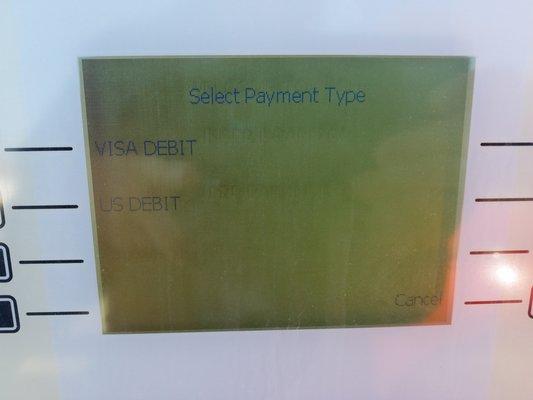 Select Payment Type
VISA DEBIT
US DEBIT
Cancel